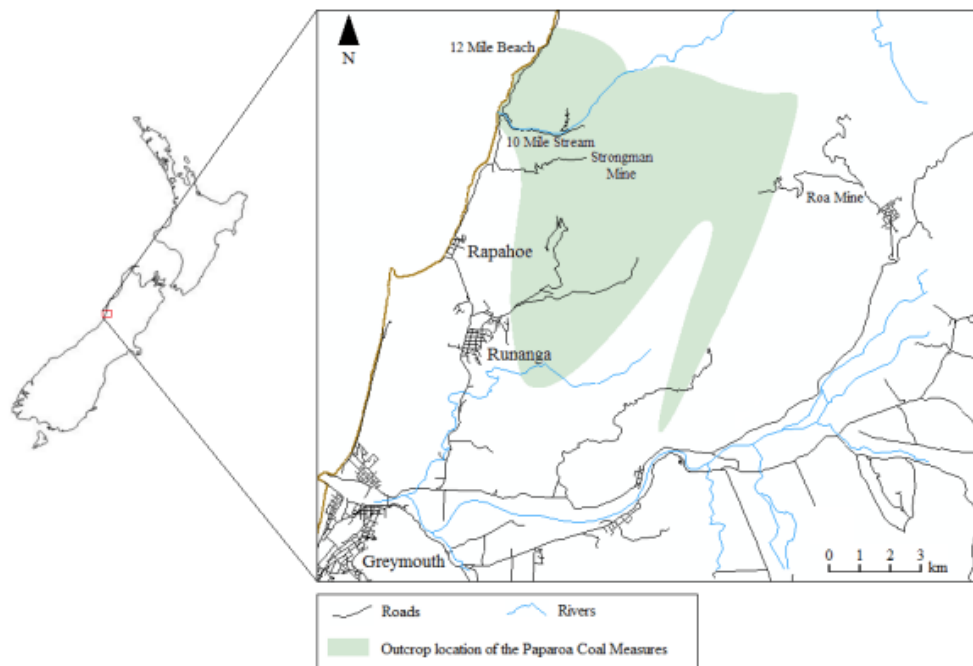 N
12 Mile Beach
10 Mile Stream
Strongman
Mine
Roa Mine
Rapahoe
Runanga
Greymouth
0 1 2 3
km
Roads
Rivers
Outcrop location of the Paparoa Coal Measures